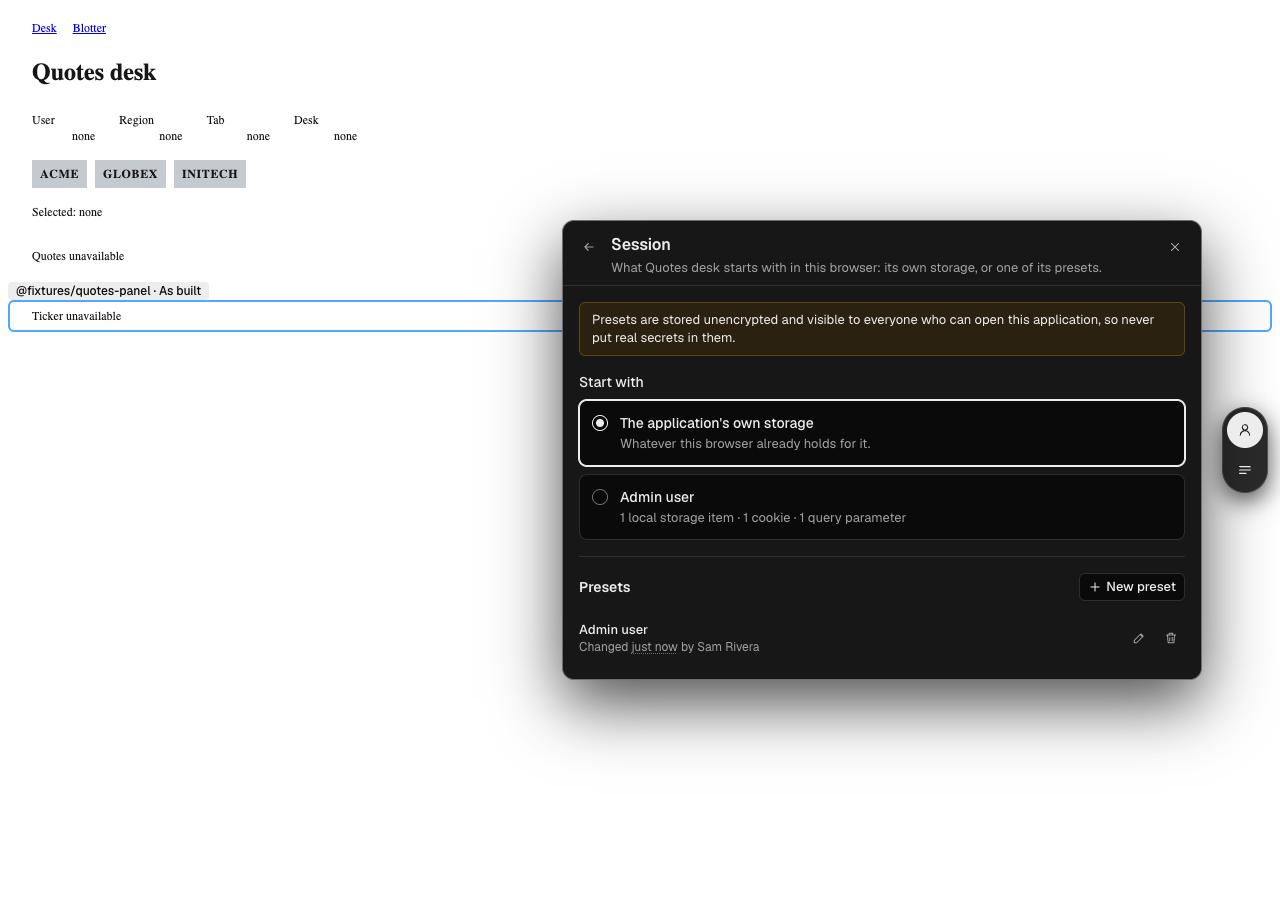 Desk Blotter
Quotes desk
User Region Tab Desk
none none none none
ACME GLOBEX INITECH
Selected: none
Quotes unavailable
@fixtures/quotes-panel · As built
Ticker unavailable
Session
What Quotes desk starts with in this browser: its own storage, or one of its presets.
Presets are stored unencrypted and visible to everyone who can open this application, so never
put real secrets in them.
Start with
The application's own storage
Whatever this browser already holds for it.
Admin user
1 local storage item · 1 cookie · 1 query parameter
Presets
New preset
Admin user
Changed just now by Sam Rivera